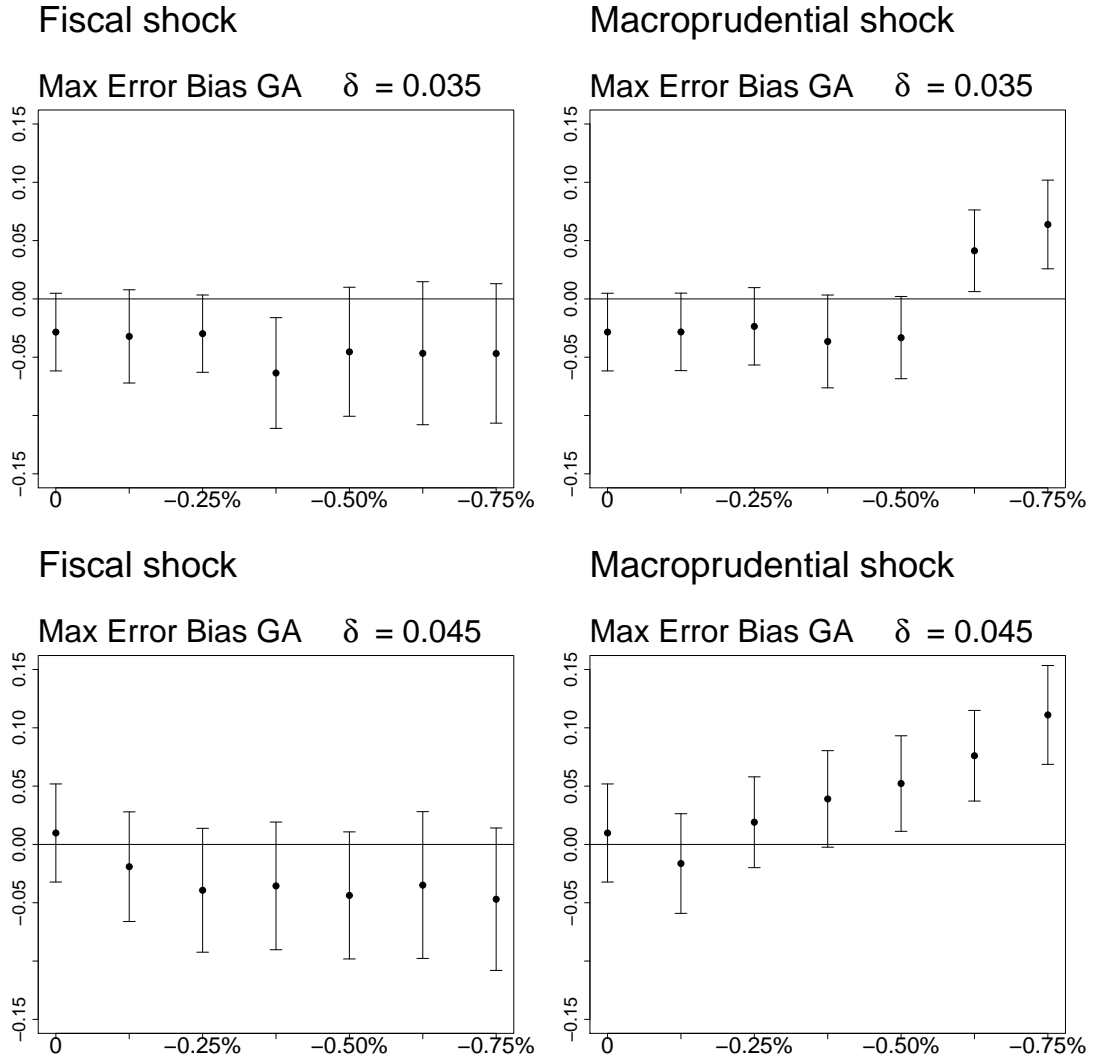 Fiscal shock
Max Error Bias GA δ = 0.035
0.15
0.10
0.05
0.00
−0.05
−0.15
0 −0.25% −0.50% −0.75%
Macroprudential shock
Max Error Bias GA δ = 0.035
0.15
0.10
0.05
0.00
−0.05
−0.15
0 −0.25% −0.50% −0.75%
Fiscal shock
Max Error Bias GA δ = 0.045
0.15
0.10
0.05
0.00
−0.05
−0.15
0 −0.25% −0.50% −0.75%
Macroprudential shock
Max Error Bias GA δ = 0.045
0.15
0.10
0.05
0.00
−0.05
−0.15
0 −0.25% −0.50% −0.75%